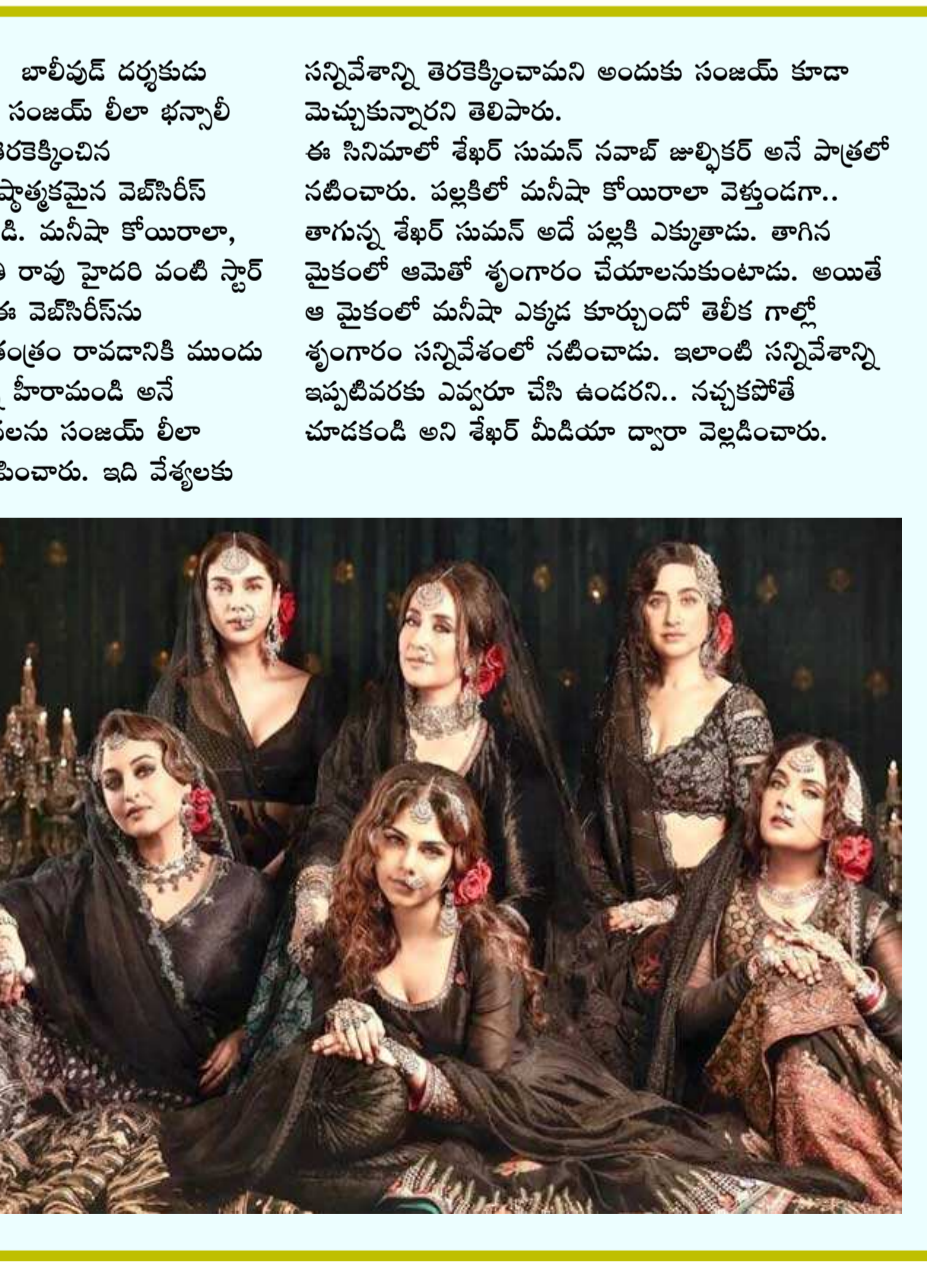 బాలీవుడ్ దర్శకుడు
సంజయ్ లీలా భన్సాలీ
తెరకెక్కించిన
వెబ్‌సిరీస్
మనీషా కోయిరాలా,
రావు హైదరి వంటి స్టార్
ఈ వెబ్‌సిరీస్‌ను
రావడానికి ముందు
హీరామండి అనే
సంజయ్ లీలా
ఇది వేశ్యలకు
సన్నివేశాన్ని తెరకెక్కించామని అందుకు సంజయ్ కూడా
మెచ్చుకున్నారని తెలిపారు.
ఈ సినిమాలో శేఖర్ సుమన్ నవాబ్ జుల్ఫికర్ అనే పాత్రలో
నటించారు. పల్లకిలో మనీషా కోయిరాలా వెళ్తుండగా..
తాగున్న శేఖర్ సుమన్ అదే పల్లకి ఎక్కుతాడు. తాగిన
మైకంలో ఆమెతో శృంగారం చేయాలనుకుంటాడు. అయితే
ఆ మైకంలో మనీషా ఎక్కడ కూర్చుందో తెలీక గాల్లో
శృంగారం సన్నివేశంలో నటించాడు. ఇలాంటి సన్నివేశాన్ని
ఇప్పటివరకు ఎవ్వరూ చేసి ఉండరని.. నచ్చకపోతే
చూడకండి అని శేఖర్ మీడియా ద్వారా వెల్లడించారు.